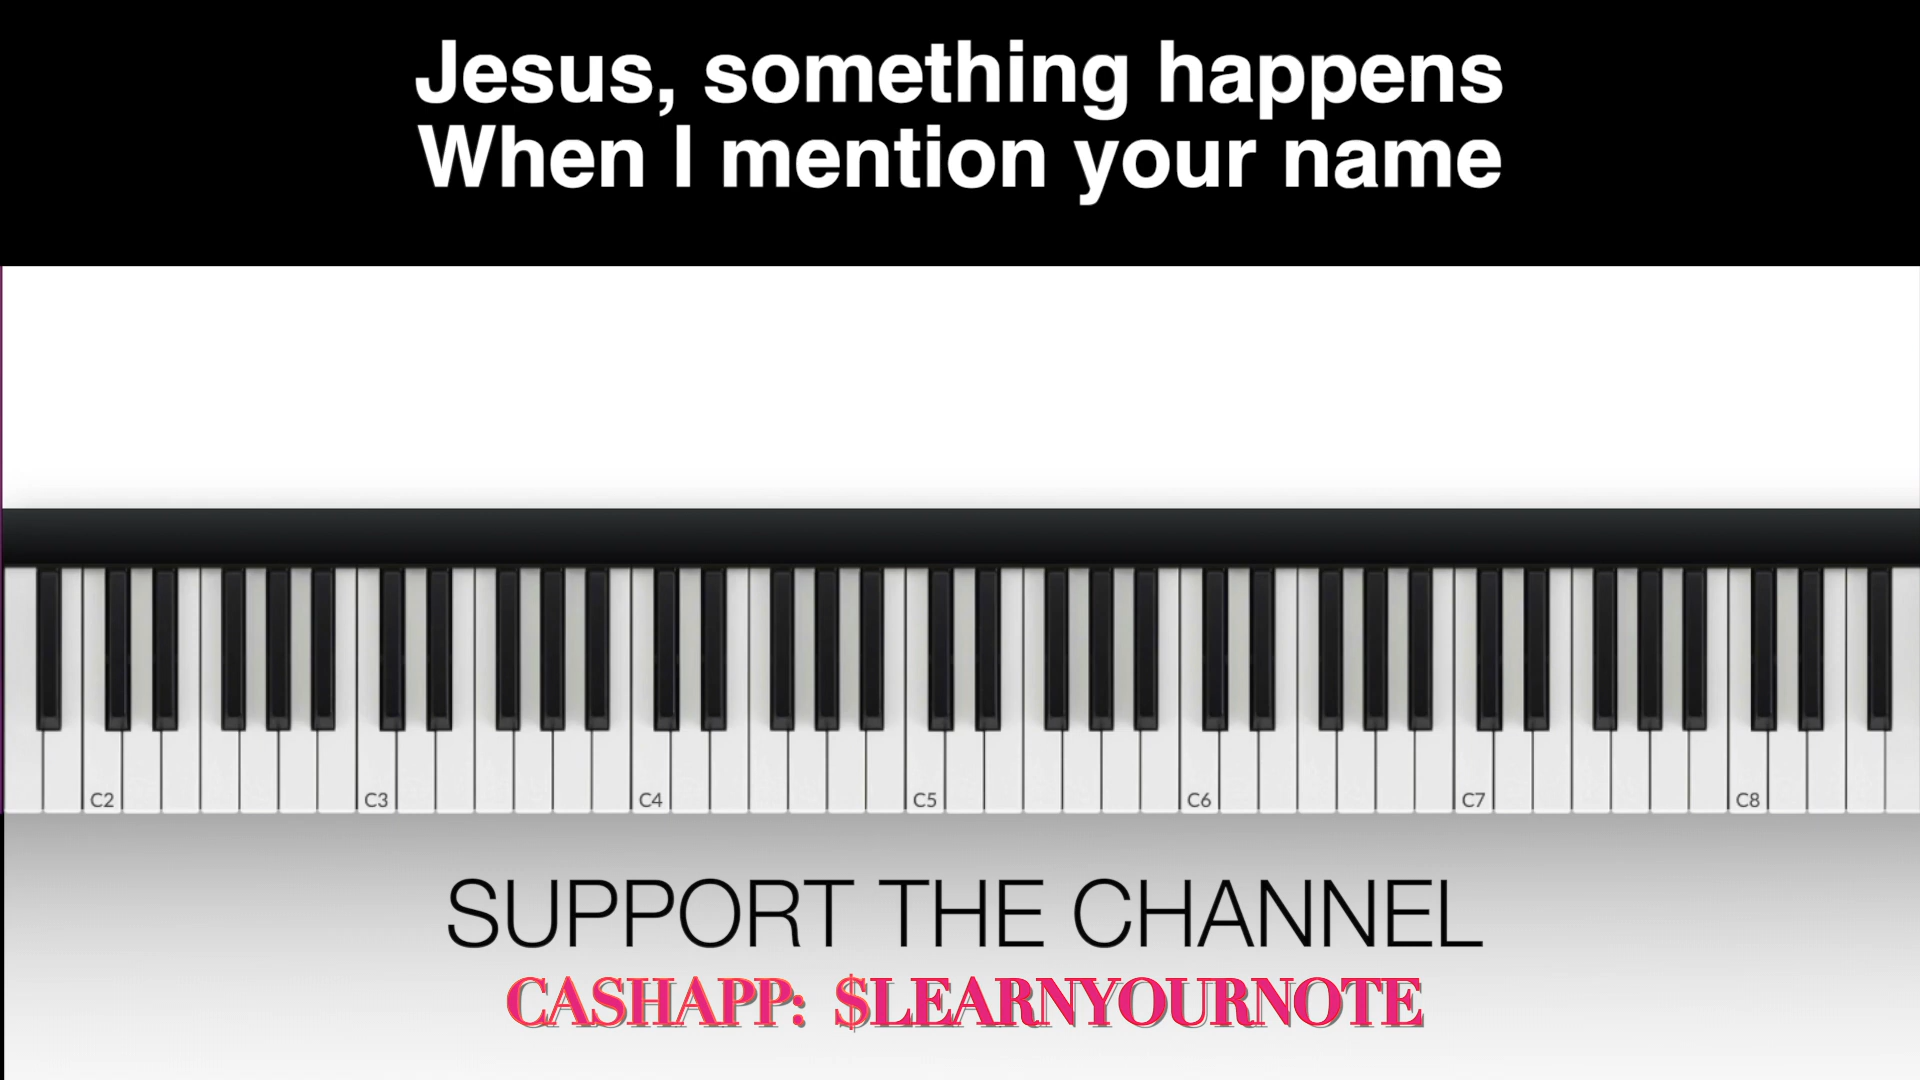 Jesus, something happens
When I mention your name
C2 C3 C4 C5 C6 C7 C8
SUPPORT THE CHANNEL
CASHAPP: $LEARNYOURNOTE